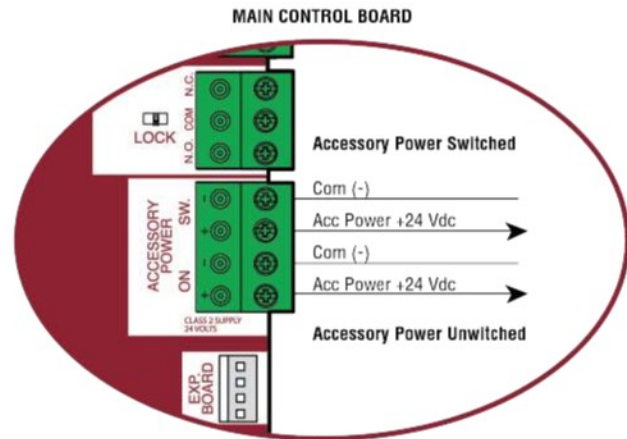 MAIN CONTROL BOARD
N.C.
COM
N.O.
LOCK
Accessory Power Switched
ACCESSORY
POWER
SW.
ON
-
+
-
+
Com (-)
Acc Power +24 Vdc
Com (-)
Acc Power +24 Vdc
CLASS 2 SUPPLY
24 VOLTS
Accessory Power Unwitched
EXP.
BOARD